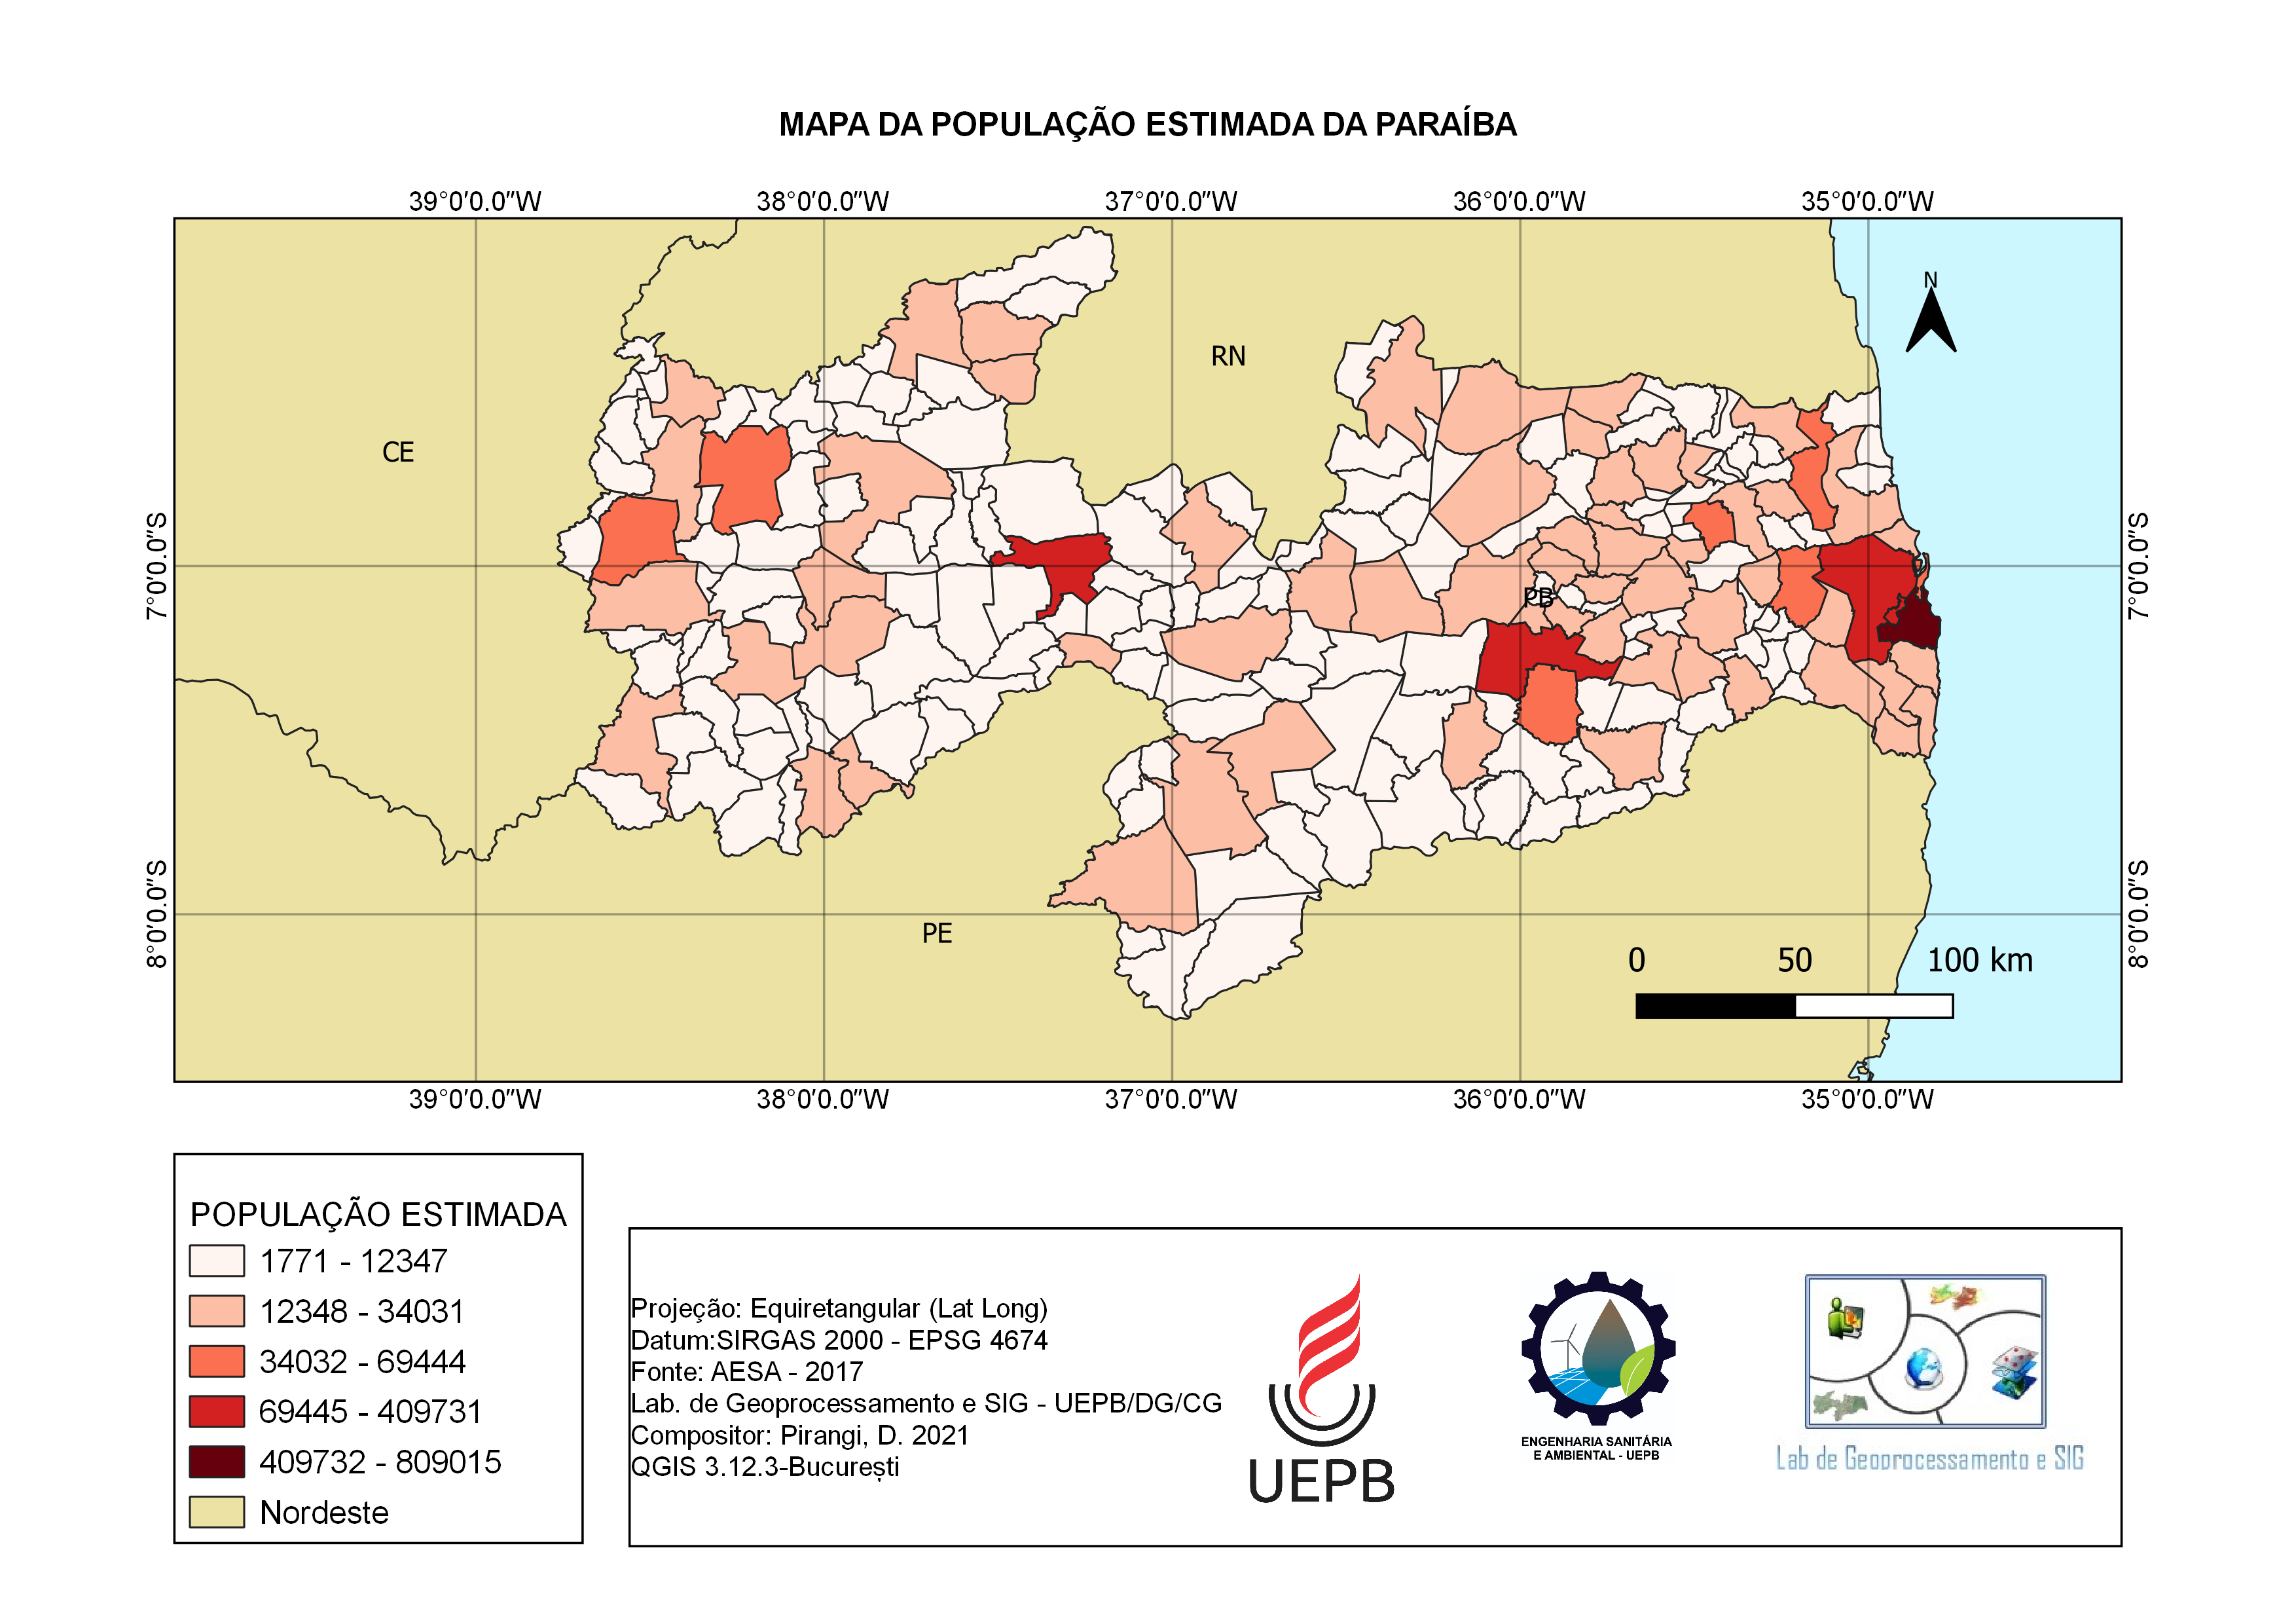 MAPA DA POPULAÇÃO ESTIMADA DA PARAÍBA
39°0'0.0"W 38°0'0.0"W 37°0'0.0"W 36°0'0.0"W 35°0'0.0"W
N
RN
CE
7°0'0.0"S 7°0'0.0"S
PB
8°0'0.0"S 8°0'0.0"S
PE
0 50 100 km
39°0'0.0"W 38°0'0.0"W 37°0'0.0"W 36°0'0.0"W 35°0'0.0"W
POPULAÇÃO ESTIMADA
1771 - 12347
12348 - 34031
34032 - 69444
69445 - 409731
409732 - 809015
Nordeste
Projeção: Equiretangular (Lat Long)
Datum:SIRGAS 2000 - EPSG 4674
Fonte: AESA - 2017
Lab. de Geoprocessamento e SIG - UEPB/DG/CG
Compositor: Pirangi, D. 2021
QGIS 3.12.3-București
UEPB
ENGENHARIA SANITÁRIA
E AMBIENTAL - UEPB
Lab de Geoprocessamento e SIG